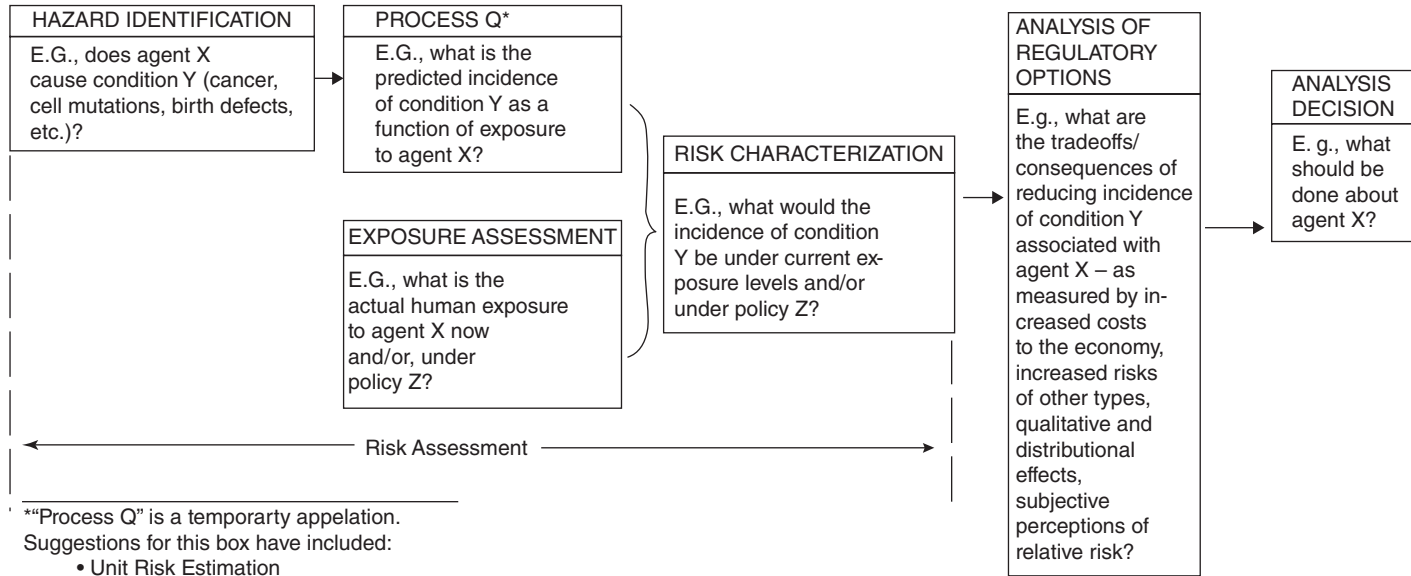 HAZARD IDENTIFICATION
E.G., does agent X
cause condition Y (cancer,
cell mutations, birth defects,
etc.)?
PROCESS Q*
E.G., what is the
predicted incidence
of condition Y as a
function of exposure
to agent X?
EXPOSURE ASSESSMENT
E.G., what is the
actual human exposure
to agent X now
and/or, under
policy Z?
RISK CHARACTERIZATION
E.G., what would the
incidence of condition
Y be under current ex-
posure levels and/or
under policy Z?
ANALYSIS OF
REGULATORY
OPTIONS
E.g., what are
the tradeoffs/
consequences of
reducing incidence
of condition Y
associated with
agent X – as
measured by in-
creased costs
to the economy,
increased risks
of other types,
qualitative and
distributional
effects,
subjective
perceptions of
relative risk?
ANALYSIS
DECISION
E. g., what
should be
done about
agent X?
Risk Assessment
*“Process Q” is a temporarty appelation.
Suggestions for this box have included:
• Unit Risk Estimation